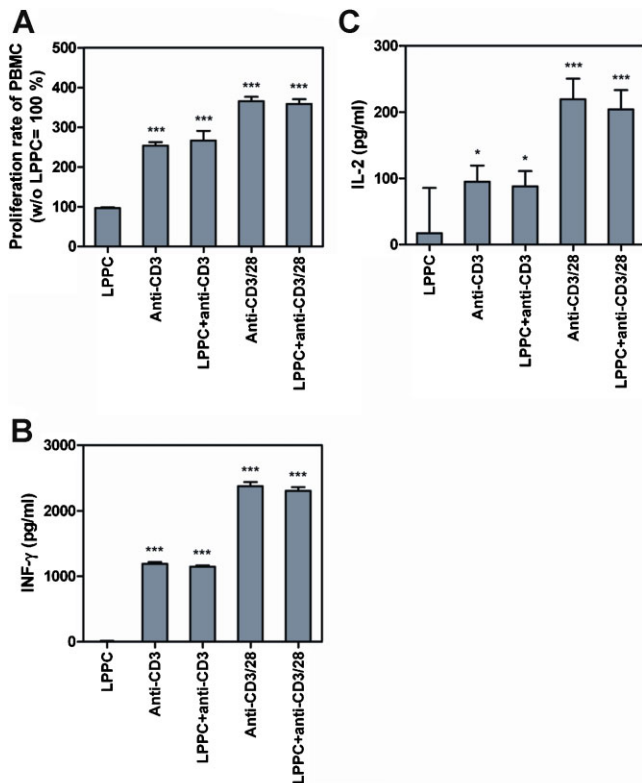 A
Proliferation rate of PBMC
(w/o LPPC= 100 %)
500
400
300
200
100
0
***
***
***
***
LPPC
Anti-CD3
LPPC+anti-CD3
Anti-CD3/28
LPPC+anti-CD3/28
C
IL-2 (pg/ml)
300
200
100
0
*
*
***
***
LPPC
Anti-CD3
LPPC+anti-CD3
Anti-CD3/28
LPPC+anti-CD3/28
B
INF-γ (pg/ml)
3000
2000
1000
0
***
***
***
***
LPPC
Anti-CD3
LPPC+anti-CD3
Anti-CD3/28
LPPC+anti-CD3/28